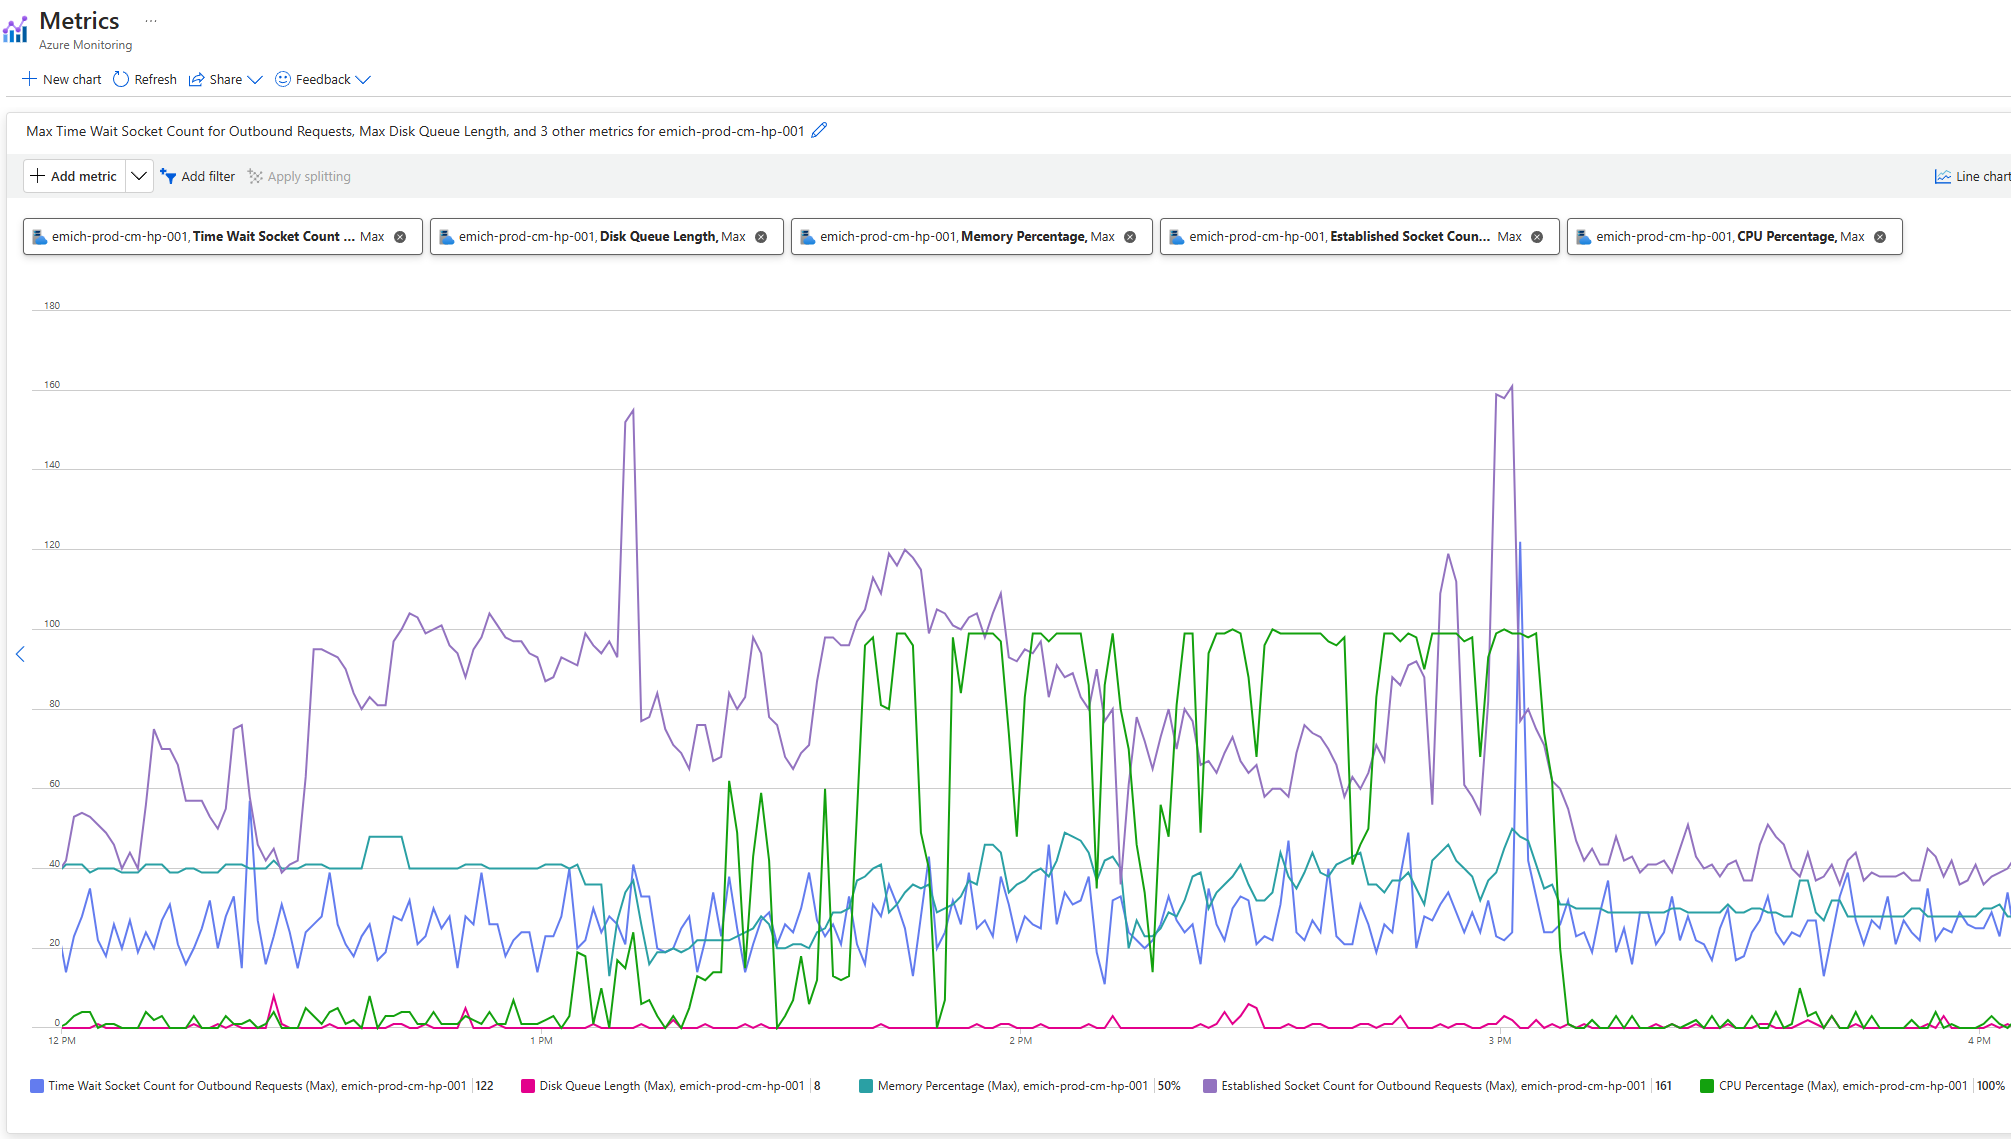 Metrics ...
Azure Monitoring
New chart Refresh Share Feedback
Max Time Wait Socket Count for Outbound Requests, Max Disk Queue Length, and 3 other metrics for emich-prod-cm-hp-001
Add metric Add filter Apply splitting Line chart
emich-prod-cm-hp-001, Time Wait Socket Count ... Max emich-prod-cm-hp-001, Disk Queue Length, Max emich-prod-cm-hp-001, Memory Percentage, Max emich-prod-cm-hp-001, Established Socket Coun... Max emich-prod-cm-hp-001, CPU Percentage, Max
180
160
140
120
100
80
60
40
20
0
12 PM 1 PM 2 PM 3 PM 4 PM
Time Wait Socket Count for Outbound Requests (Max), emich-prod-cm-hp-001 122 Disk Queue Length (Max), emich-prod-cm-hp-001 8 Memory Percentage (Max), emich-prod-cm-hp-001 50% Established Socket Count for Outbound Requests (Max), emich-prod-cm-hp-001 161 CPU Percentage (Max), emich-prod-cm-hp-001 100%